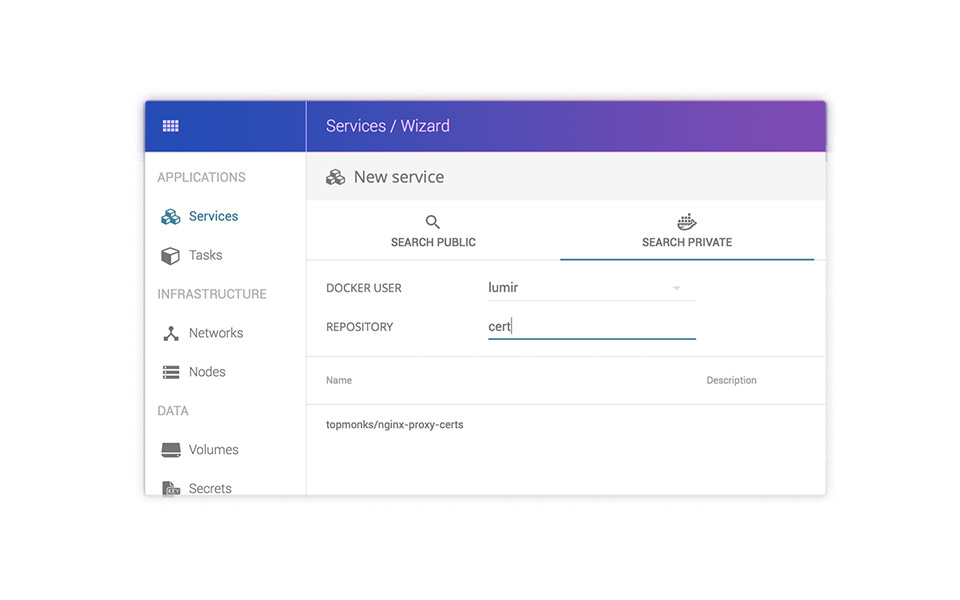 Services / Wizard
APPLICATIONS
Services
Tasks
INFRASTRUCTURE
Networks
Nodes
DATA
Volumes
KEY
Secrets
New service
SEARCH PUBLIC
SEARCH PRIVATE
DOCKER USER
lumir
REPOSITORY
cert
Name
Description
topmonks/nginx-proxy-certs